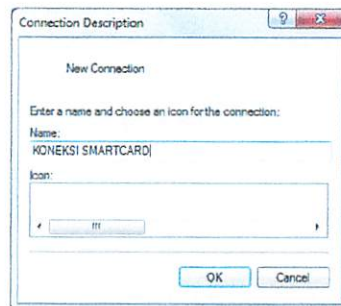 Connection Description
New Connection
Enter a name and choose an icon for the connection:
Name:
KONEKSI SMARTCARD
Icon:
OK
Cancel